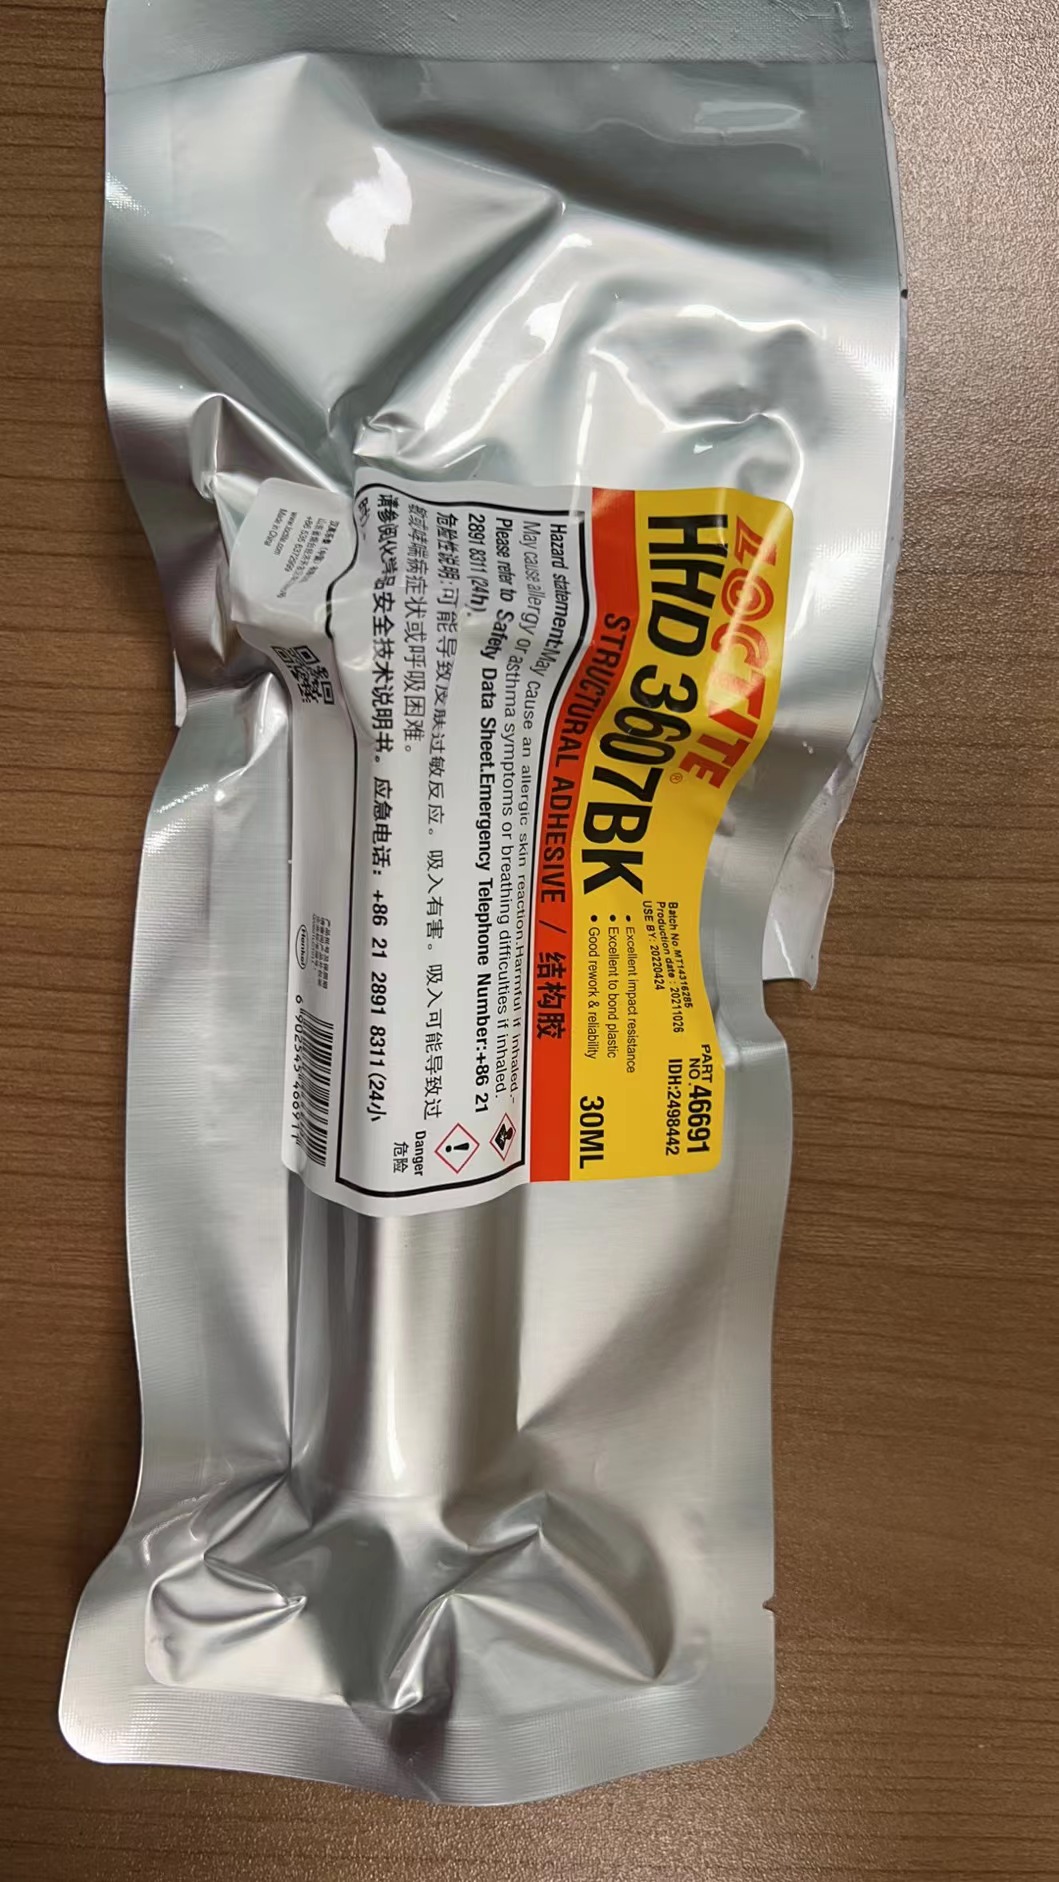 LOCTITE®
HHD 3607BK
Batch No MT14316285
Production date : 20211026
USE BY: 20220424
• Excellent impact resistance
• Excellent to bond plastic
• Good rework & reliability
PART NO. 46691
IDH:2498442
30ML
STRUCTURAL ADHESIVE / 结构胶
Hazard statement:May cause an allergic skin reaction.Harmful if inhaled.-
May cause allergy or asthma symptoms or breathing difficulties if inhaled.
Please refer to Safety Data Sheet.Emergency Telephone Number:+86 21
2891 8311 (24h).
危险性说明:可能导致皮肤过敏反应。吸入有害。吸入可能导致过
敏或哮喘病症状或呼吸困难。
请参阅化学品安全技术说明书。应急电话: +86 21 2891 8311 (24小
Danger
危险
www.loctite.com
Made in China
Henkel
6 902545 466911